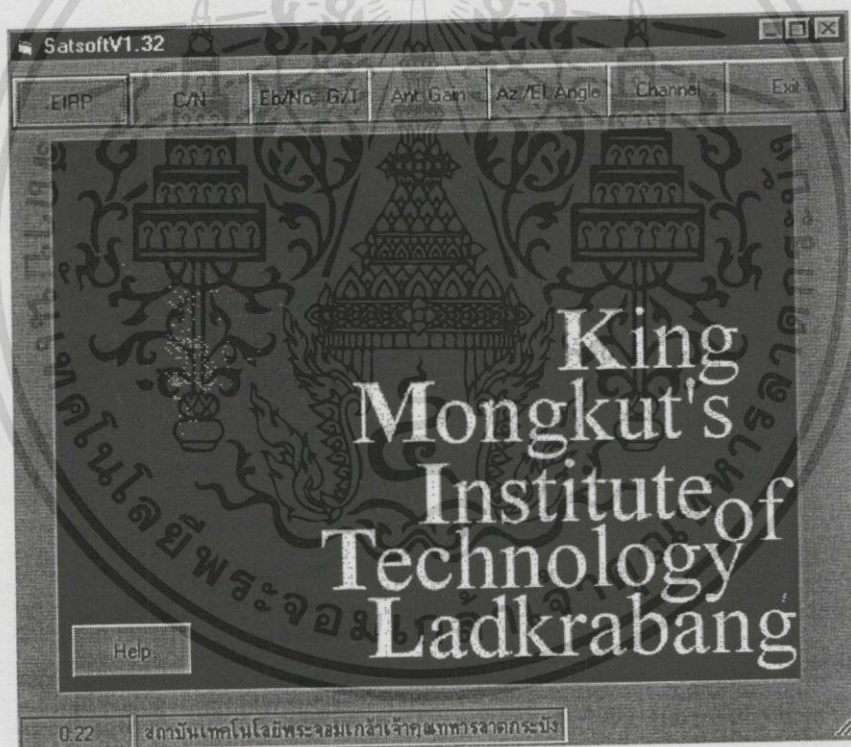 SatsoftV1.32
EIRP C/N Eb/No, G/T Ant. Gain Az./El. Angle Channel Exit
King
Mongkut's
Institute of
Technology
Ladkrabang
Help
0:22 สถาบันเทคโนโลยีพระจอมเกล้าเจ้าคุณทหารลาดกระบัง